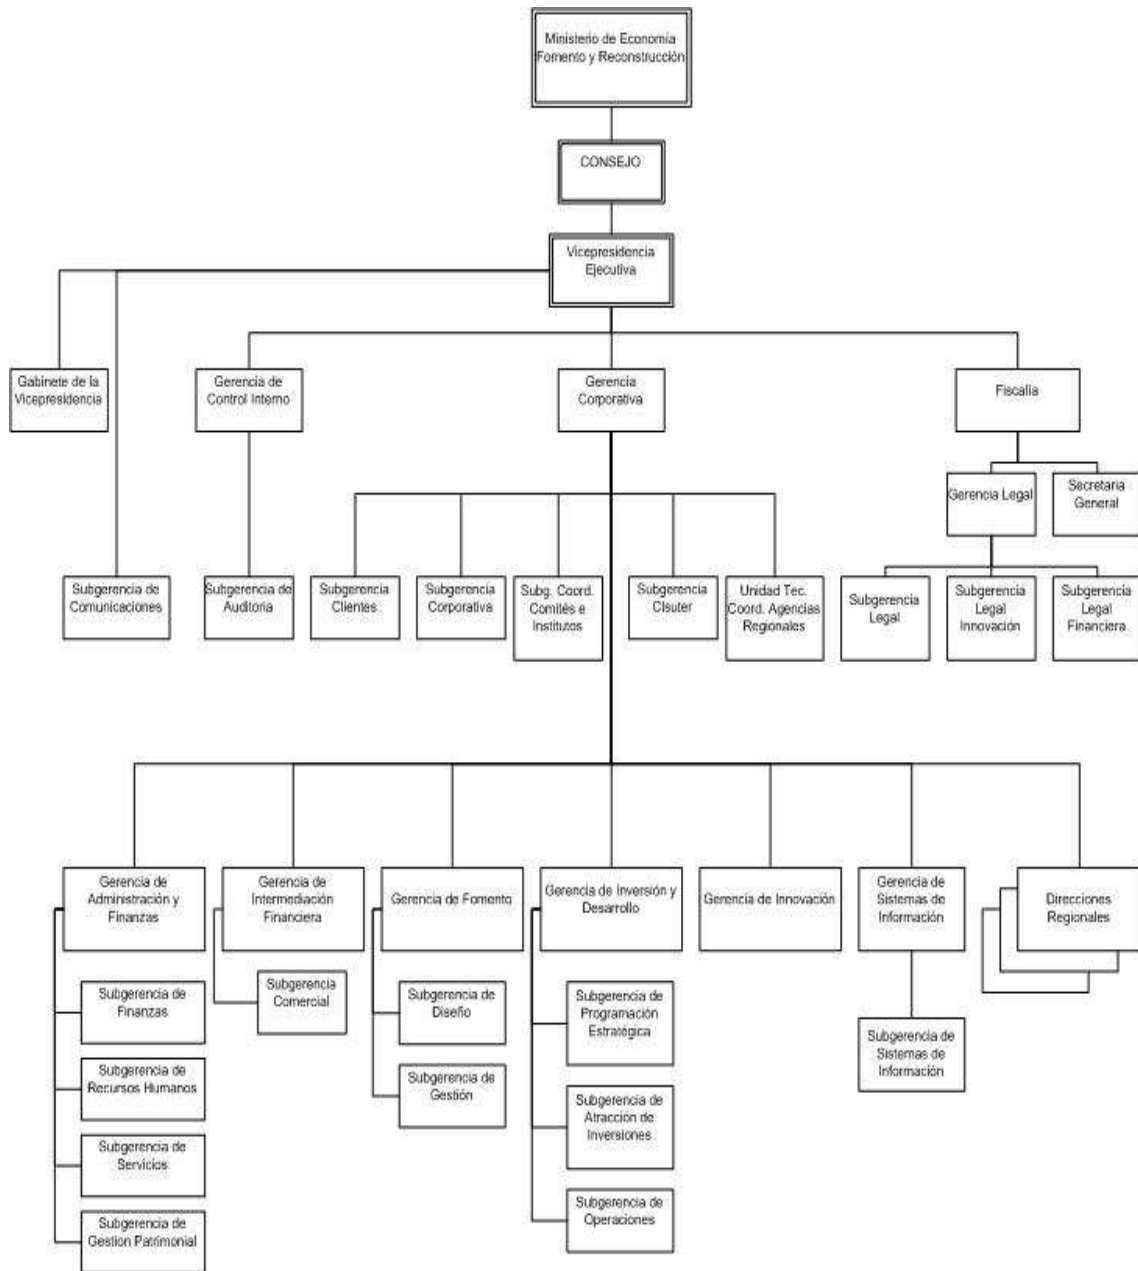 Ministerio de Economía
Fomento y Reconstrucción
CONSEJO
Vicepresidencia
Ejecutiva
Gabinete de la
Vicepresidencia
Gerencia de
Control Interno
Gerencia
Corporativa
Fiscalía
Gerencia Legal
Secretaria
General
Subgerencia de
Comunicaciones
Subgerencia de
Auditoria
Subgerencia
Clientes
Subgerencia
Corporativa
Subg. Coord.
Comités e
Institutos
Subgerencia
Clsuter
Unidad Tec.
Coord. Agencias
Regionales
Subgerencia
Legal
Subgerencia
Legal
Innovación
Subgerencia
Legal
Financiera
Gerencia de
Administración y
Finanzas
Gerencia de
Intermediación
Financiera
Gerencia de Fomento
Gerencia de Inversión y
Desarrollo
Gerencia de Innovación
Gerencia de
Sistemas de
Información
Direcciones
Regionales
Subgerencia de
Finanzas
Subgerencia de
Recursos Humanos
Subgerencia de
Servicios
Subgerencia de
Gestion Patrimonial
Subgerencia
Comercial
Subgerencia de
Diseño
Subgerencia de
Gestión
Subgerencia de
Programación
Estratégica
Subgerencia de
Atracción de
Inversiones
Subgerencia de
Operaciones
Subgerencia de
Sistemas de
Información